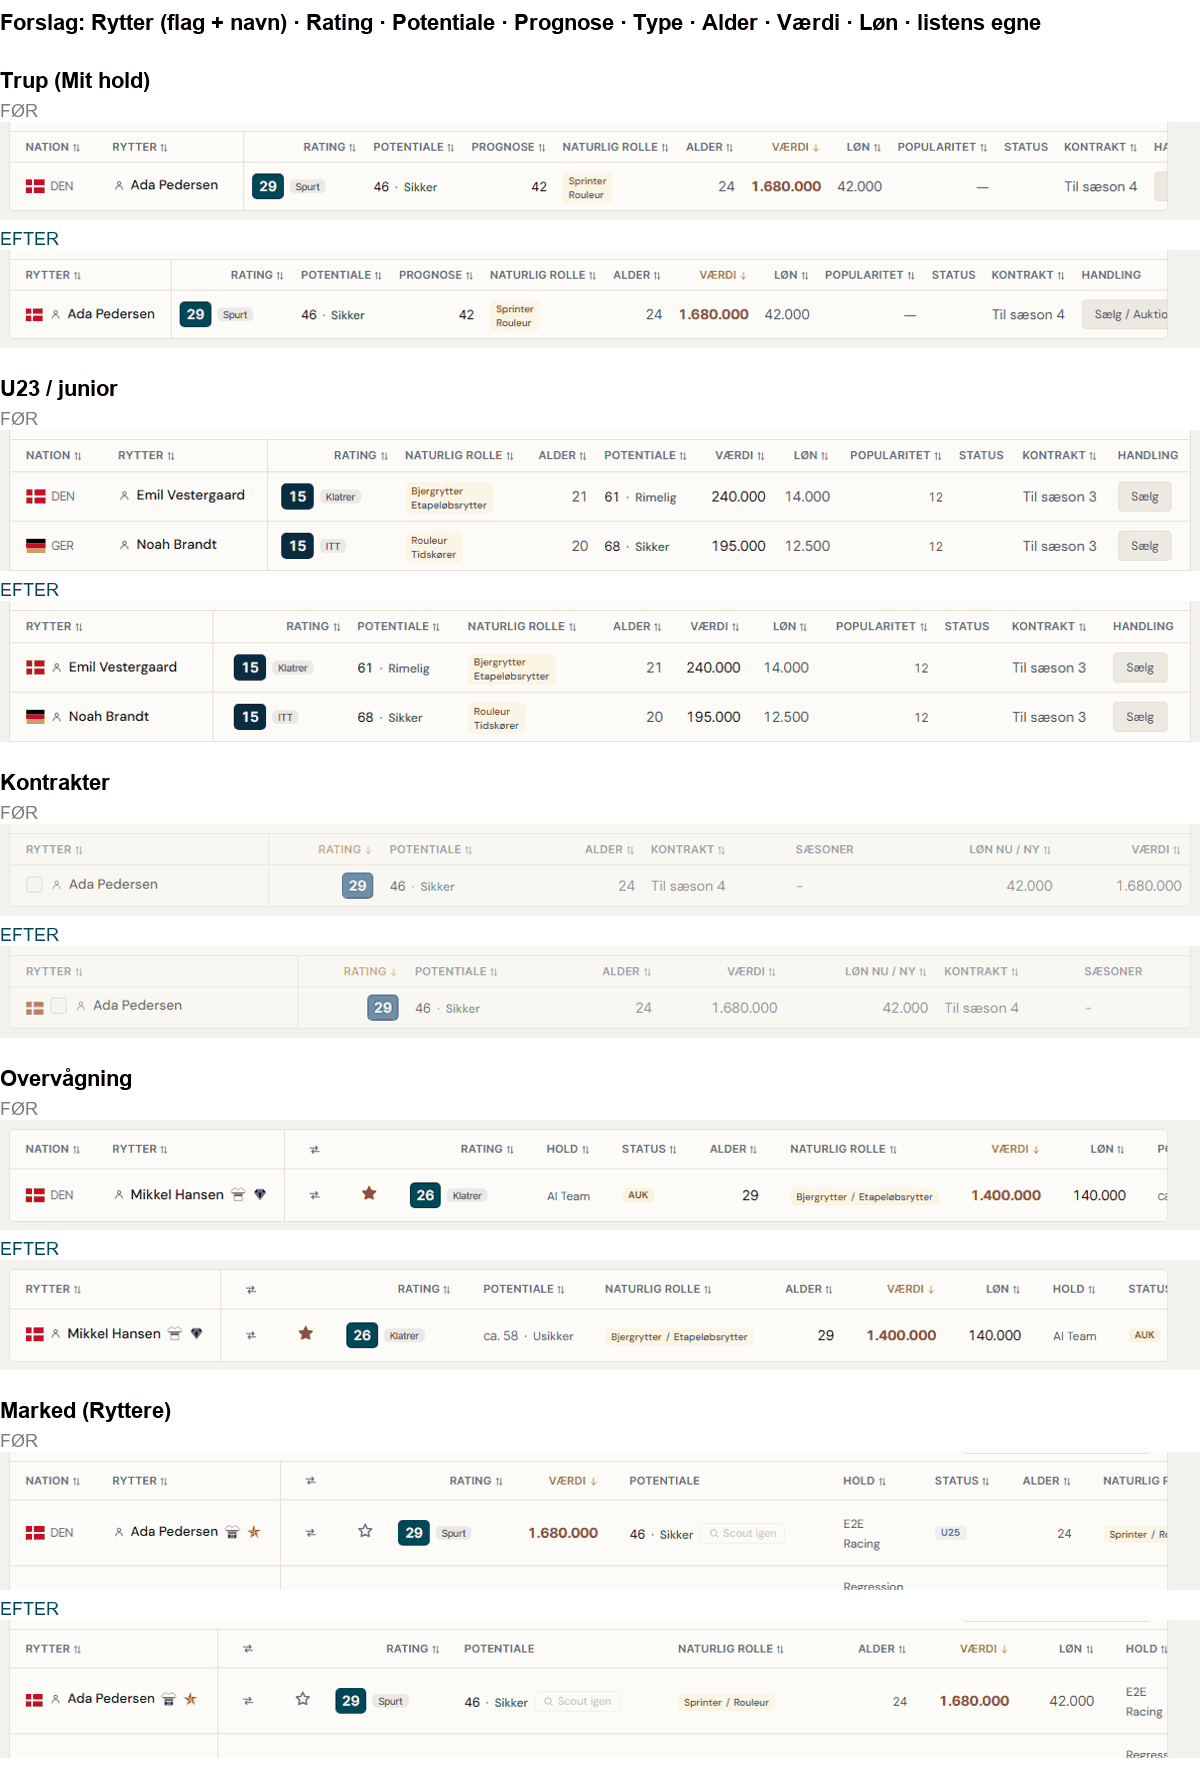 Forslag: Rytter (flag + navn) · Rating · Potentiale · Prognose · Type · Alder · Værdi · Løn · listens egne
Trup (Mit hold)
FØR
NATION ⇅ RYTTER ⇅ RATING ⇅ POTENTIALE ⇅ PROGNOSE ⇅ NATURLIG ROLLE ⇅ ALDER ⇅ VÆRDI ↓ LØN ⇅ POPULARITET ⇅ STATUS KONTRAKT ⇅ HA
DEN Ada Pedersen 29 Spurt 46 · Sikker 42 Sprinter Rouleur 24 1.680.000 42.000 — Til sæson 4
EFTER
RYTTER ⇅ RATING ⇅ POTENTIALE ⇅ PROGNOSE ⇅ NATURLIG ROLLE ⇅ ALDER ⇅ VÆRDI ↓ LØN ⇅ POPULARITET ⇅ STATUS KONTRAKT ⇅ HANDLING
Ada Pedersen 29 Spurt 46 · Sikker 42 Sprinter Rouleur 24 1.680.000 42.000 — Til sæson 4 Sælg / Auktio
U23 / junior
FØR
NATION ⇅ RYTTER ⇅ RATING ⇅ NATURLIG ROLLE ⇅ ALDER ⇅ POTENTIALE ⇅ VÆRDI ⇅ LØN ⇅ POPULARITET ⇅ STATUS KONTRAKT ⇅ HANDLING
DEN Emil Vestergaard 15 Klatrer Bjergrytter Etapeløbsrytter 21 61 · Rimelig 240.000 14.000 12 Til sæson 3 Sælg
GER Noah Brandt 15 ITT Rouleur Tidskører 20 68 · Sikker 195.000 12.500 12 Til sæson 3 Sælg
EFTER
RYTTER ⇅ RATING ⇅ POTENTIALE ⇅ NATURLIG ROLLE ⇅ ALDER ⇅ VÆRDI ⇅ LØN ⇅ POPULARITET ⇅ STATUS KONTRAKT ⇅ HANDLING
Emil Vestergaard 15 Klatrer 61 · Rimelig Bjergrytter Etapeløbsrytter 21 240.000 14.000 12 Til sæson 3 Sælg
Noah Brandt 15 ITT 68 · Sikker Rouleur Tidskører 20 195.000 12.500 12 Til sæson 3 Sælg
Kontrakter
FØR
RYTTER ⇅ RATING ↓ POTENTIALE ⇅ ALDER ⇅ KONTRAKT ⇅ SÆSONER LØN NU / NY ⇅ VÆRDI ⇅
Ada Pedersen 29 46 · Sikker 24 Til sæson 4 – 42.000 1.680.000
EFTER
RYTTER ⇅ RATING ↓ POTENTIALE ⇅ ALDER ⇅ VÆRDI ⇅ LØN NU / NY ⇅ KONTRAKT ⇅ SÆSONER
Ada Pedersen 29 46 · Sikker 24 1.680.000 42.000 Til sæson 4 –
Overvågning
FØR
NATION ⇅ RYTTER ⇅ ⇄ RATING ⇅ HOLD ⇅ STATUS ⇅ ALDER ⇅ NATURLIG ROLLE ⇅ VÆRDI ↓ LØN ⇅
DEN Mikkel Hansen ⇄ ★ 26 Klatrer AI Team AUK 29 Bjergrytter / Etapeløbsrytter 1.400.000 140.000
EFTER
RYTTER ⇅ ⇄ RATING ⇅ POTENTIALE ⇅ NATURLIG ROLLE ⇅ ALDER ⇅ VÆRDI ↓ LØN ⇅ HOLD ⇅ STATUS
Mikkel Hansen ⇄ ★ 26 Klatrer ca. 58 · Usikker Bjergrytter / Etapeløbsrytter 29 1.400.000 140.000 AI Team AUK
Marked (Ryttere)
FØR
NATION ⇅ RYTTER ⇅ ⇄ RATING ⇅ VÆRDI ↓ POTENTIALE HOLD ⇅ STATUS ⇅ ALDER ⇅ NATURLIG R
DEN Ada Pedersen ⇄ ☆ 29 Spurt 1.680.000 46 · Sikker Scout igen E2E Racing U25 24 Sprinter / Ro
Regression
EFTER
RYTTER ⇅ ⇄ RATING ⇅ POTENTIALE NATURLIG ROLLE ⇅ ALDER ⇅ VÆRDI ↓ LØN ⇅ HOLD ⇅
Ada Pedersen ⇄ ☆ 29 Spurt 46 · Sikker Scout igen Sprinter / Rouleur 24 1.680.000 42.000 E2E Racing
Regress